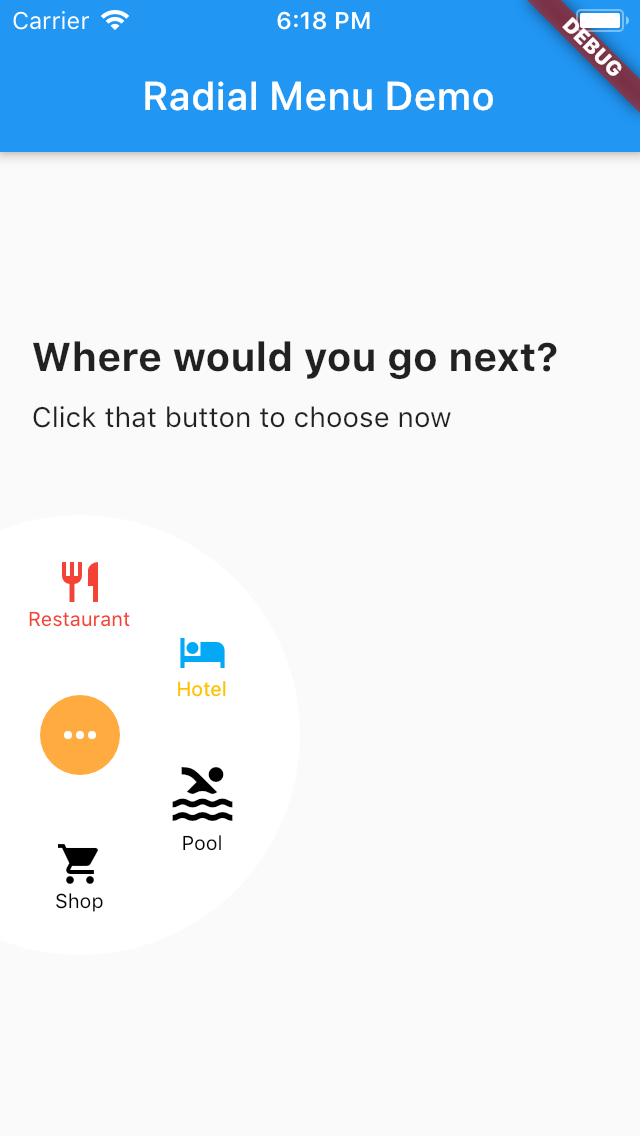 Carrier 6:18 PM
DEBUG
Radial Menu Demo
Where would you go next?
Click that button to choose now
Restaurant
Hotel
Pool
Shop